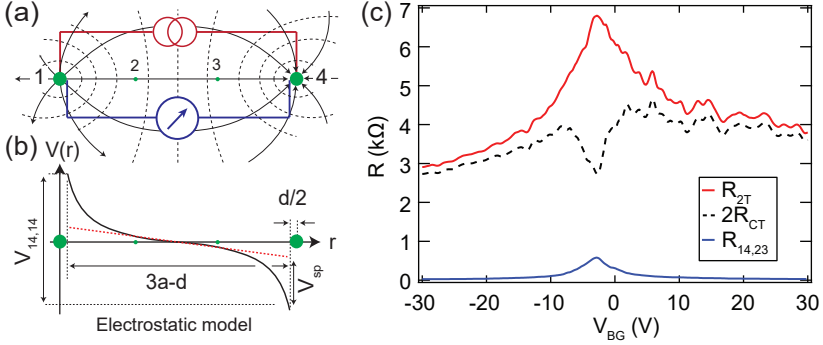 (a)
1
2
3
4
(b)
V(r)
d/2
r
V14,14
3a-d
Vsp
Electrostatic model
(c)
R (kΩ)
7
6
5
4
3
2
1
0
R2T
2RCT
R14,23
-30
-20
-10
0
10
20
30
VBG (V)